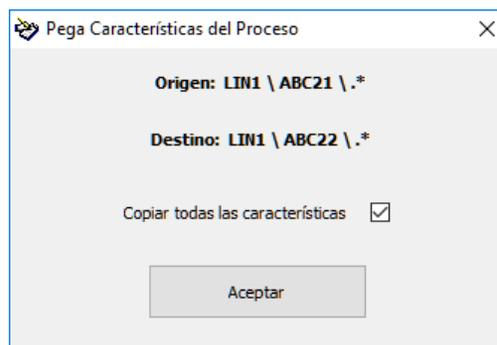 Pega Características del Proceso
Origen: LIN1 \ ABC21 \ .*
Destino: LIN1 \ ABC22 \ .*
Copiar todas las características
Aceptar